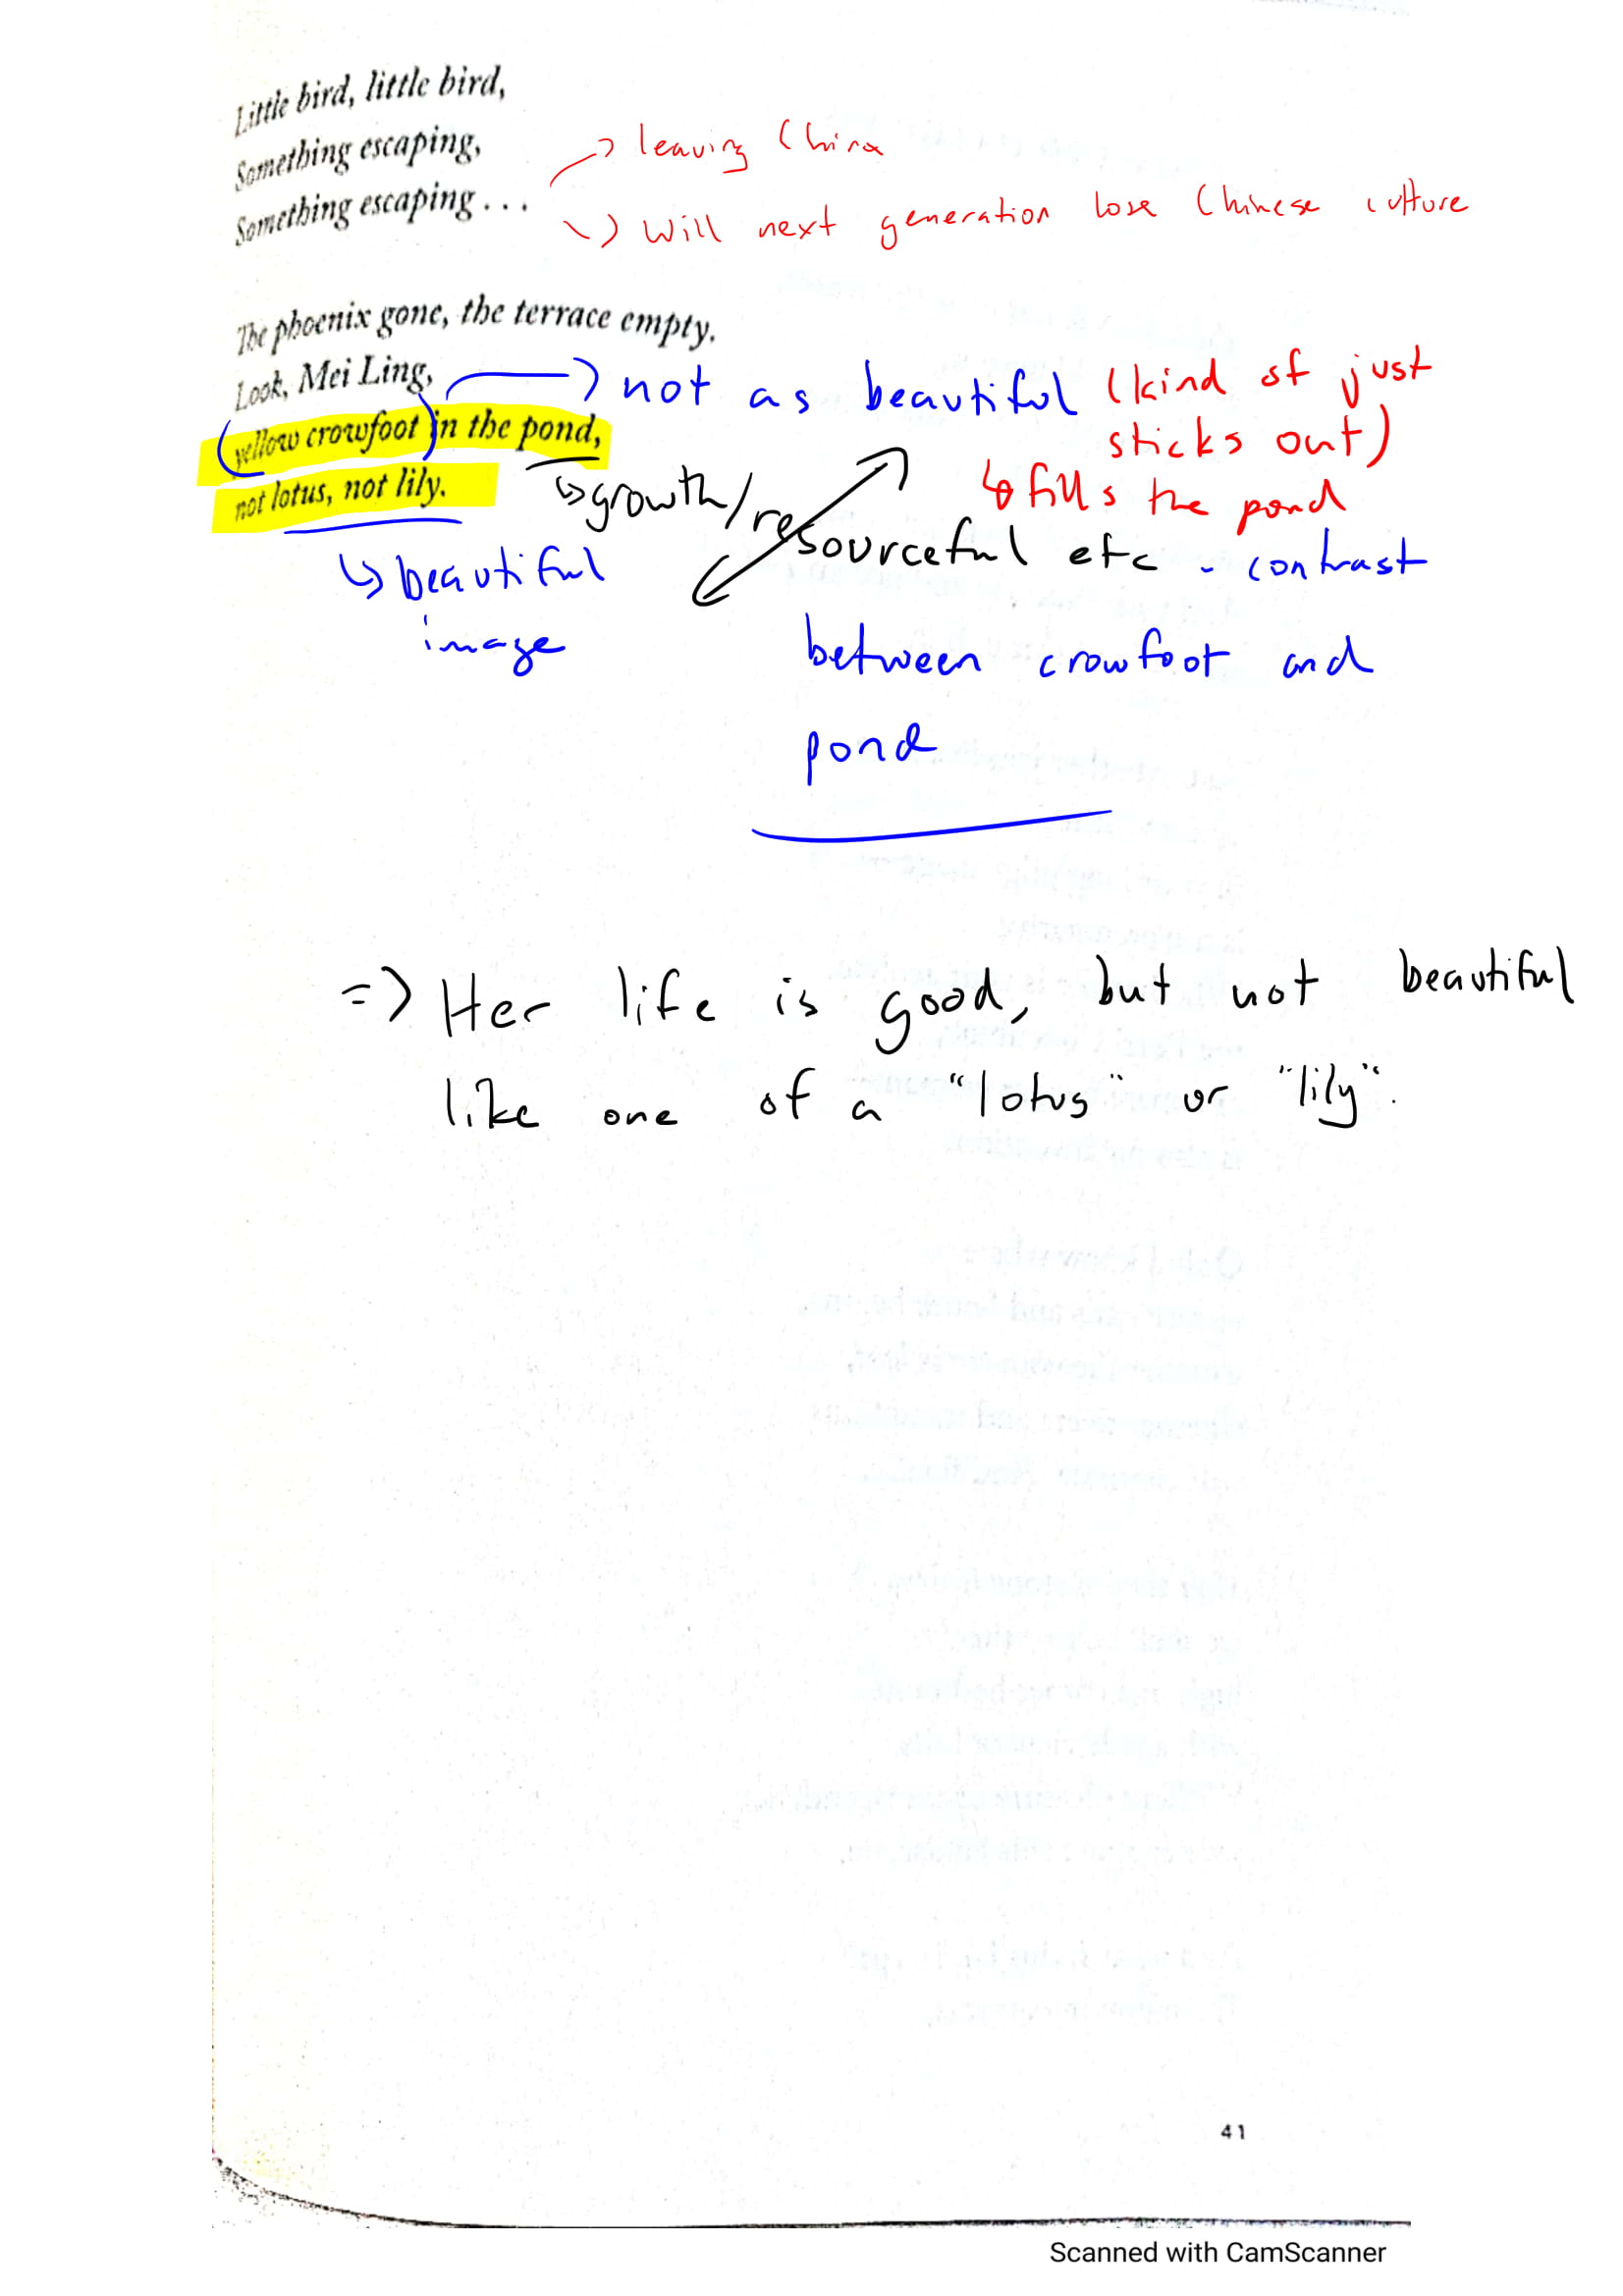 Little bird, little bird,
Something escaping,
Something escaping . . .
leaving China
will next generation lose Chinese culture
The phoenix gone, the terrace empty.
Look, Mei Ling,
yellow crowfoot in the pond,
not lotus, not lily.
not as beautiful (kind of just
sticks out)
fills the pond
growth/resourceful etc - contrast
between crowfoot and
pond
beautiful
image
=> Her life is good, but not beautiful
like one of a "lotus" or "lily".
41
Scanned with CamScanner